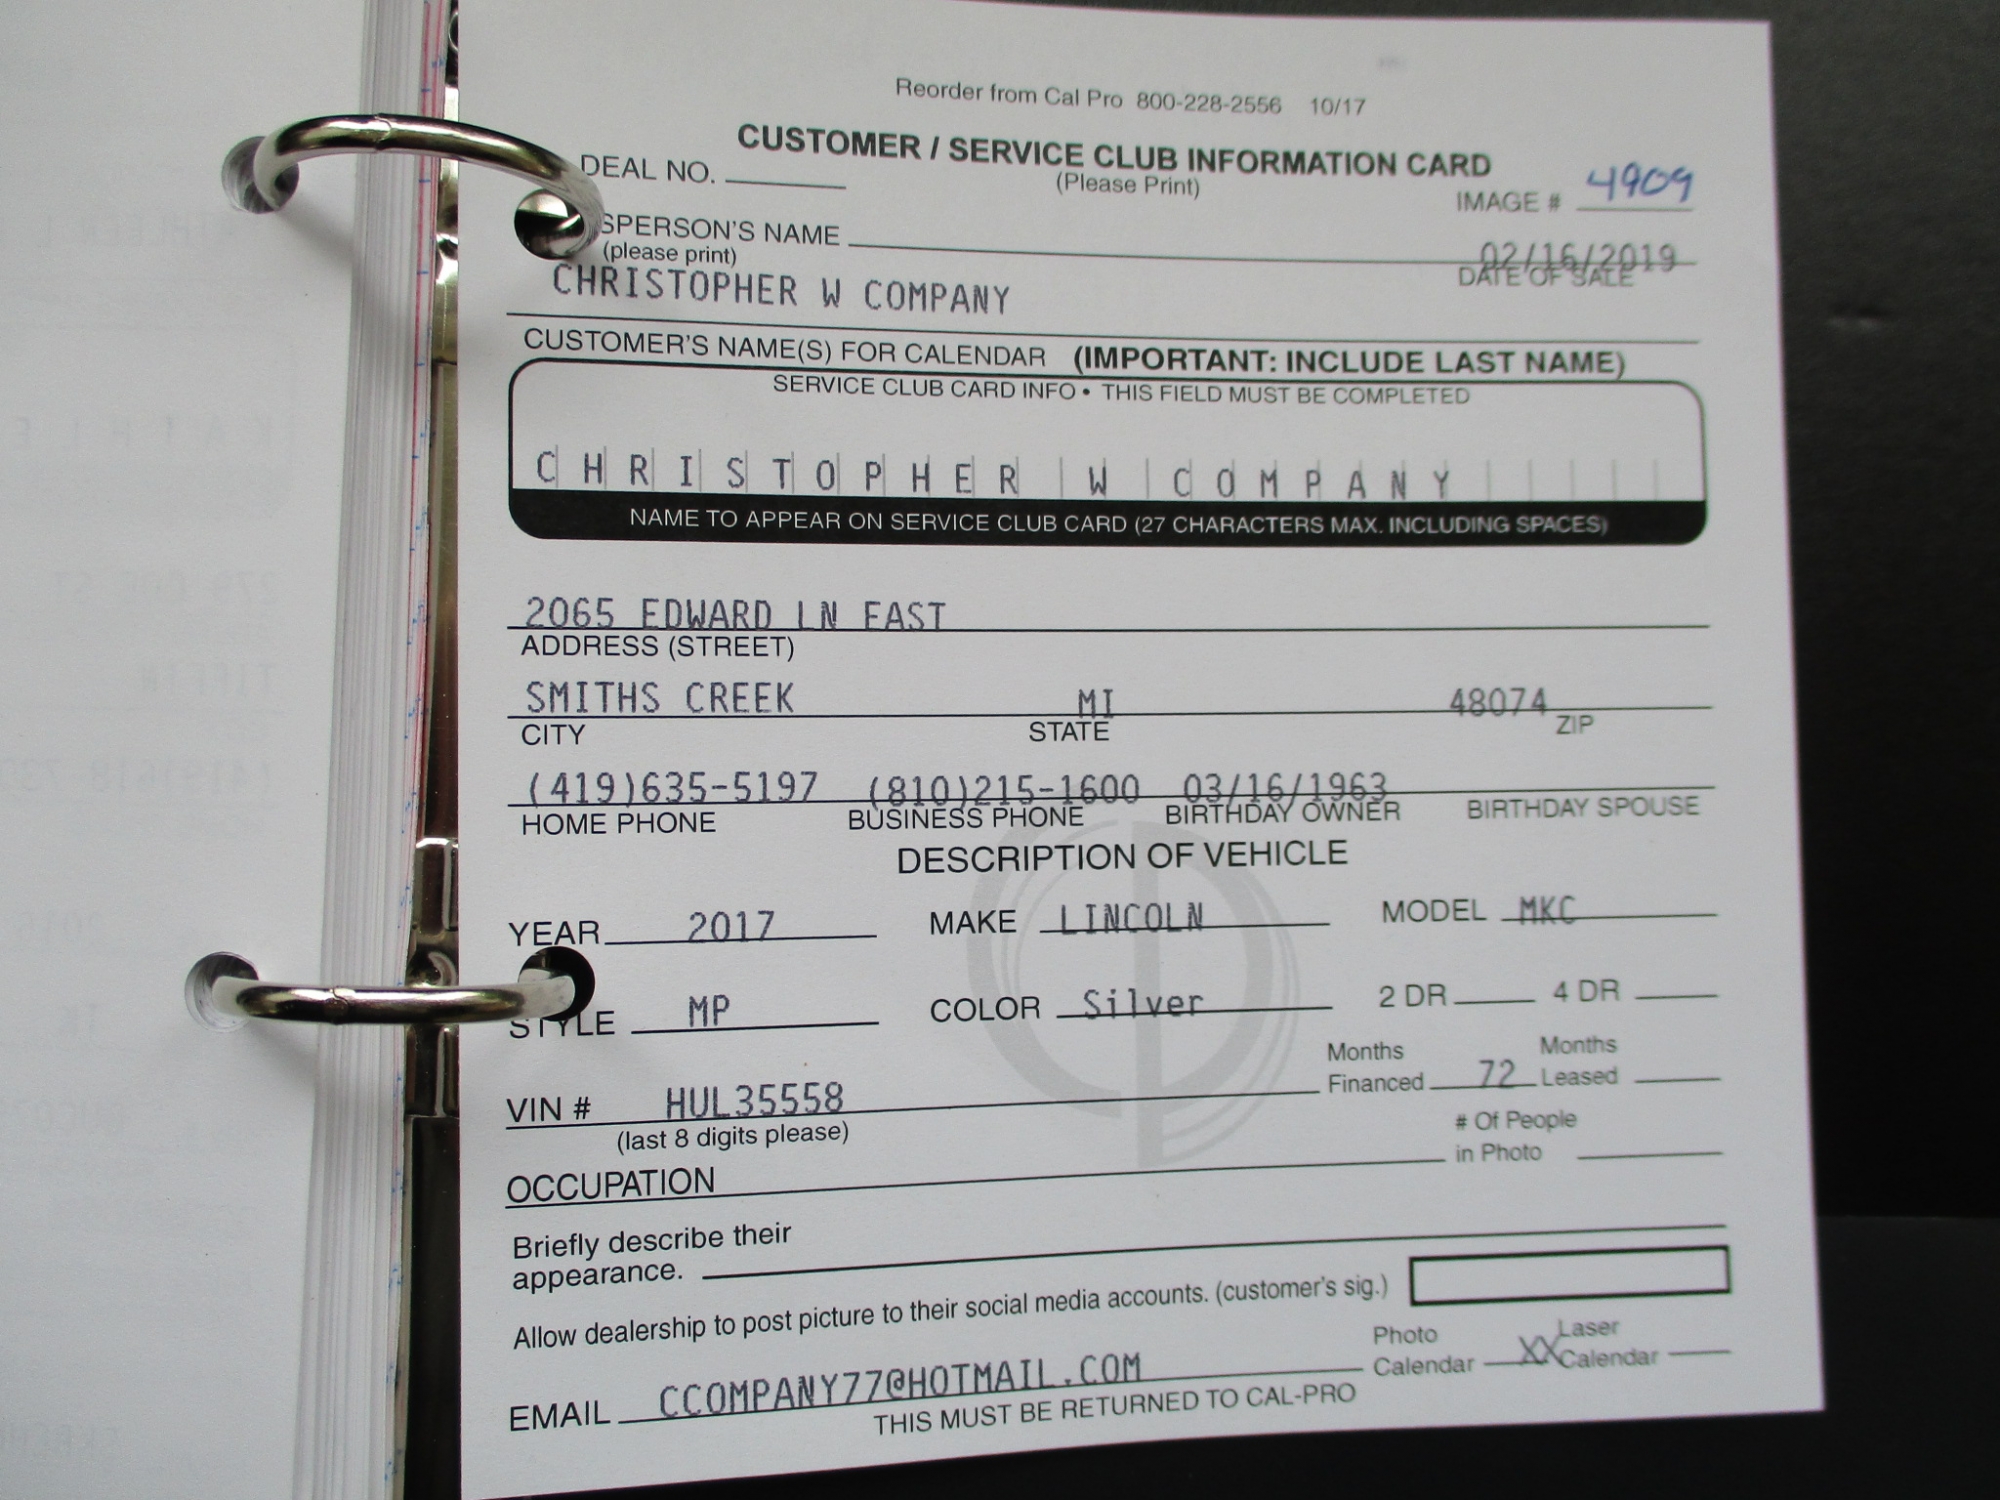 Reorder from Cal Pro 800-228-2556 10/17
CUSTOMER / SERVICE CLUB INFORMATION CARD
DEAL NO.
(Please Print)
IMAGE # 4909
SPERSON'S NAME
(please print)
02/16/2019
DATE OF SALE
CHRISTOPHER W COMPANY
CUSTOMER'S NAME(S) FOR CALENDAR (IMPORTANT: INCLUDE LAST NAME)
SERVICE CLUB CARD INFO • THIS FIELD MUST BE COMPLETED
CHRISTOPHER W COMPANY
NAME TO APPEAR ON SERVICE CLUB CARD (27 CHARACTERS MAX. INCLUDING SPACES)
2065 EDWARD LN EAST
ADDRESS (STREET)
SMITHS CREEK MI 48074
CITY STATE ZIP
(419)635-5197 (810)215-1600 03/16/1963
HOME PHONE BUSINESS PHONE BIRTHDAY OWNER BIRTHDAY SPOUSE
DESCRIPTION OF VEHICLE
YEAR 2017 MAKE LINCOLN MODEL MKC
STYLE MP COLOR Silver 2 DR 4 DR
Months Financed 72 Months Leased
VIN # HUL35558
(last 8 digits please)
# Of People in Photo
OCCUPATION
Briefly describe their
appearance.
Allow dealership to post picture to their social media accounts. (customer's sig.)
Photo Calendar XX Laser Calendar
EMAIL CCOMPANY77@HOTMAIL.COM
THIS MUST BE RETURNED TO CAL-PRO